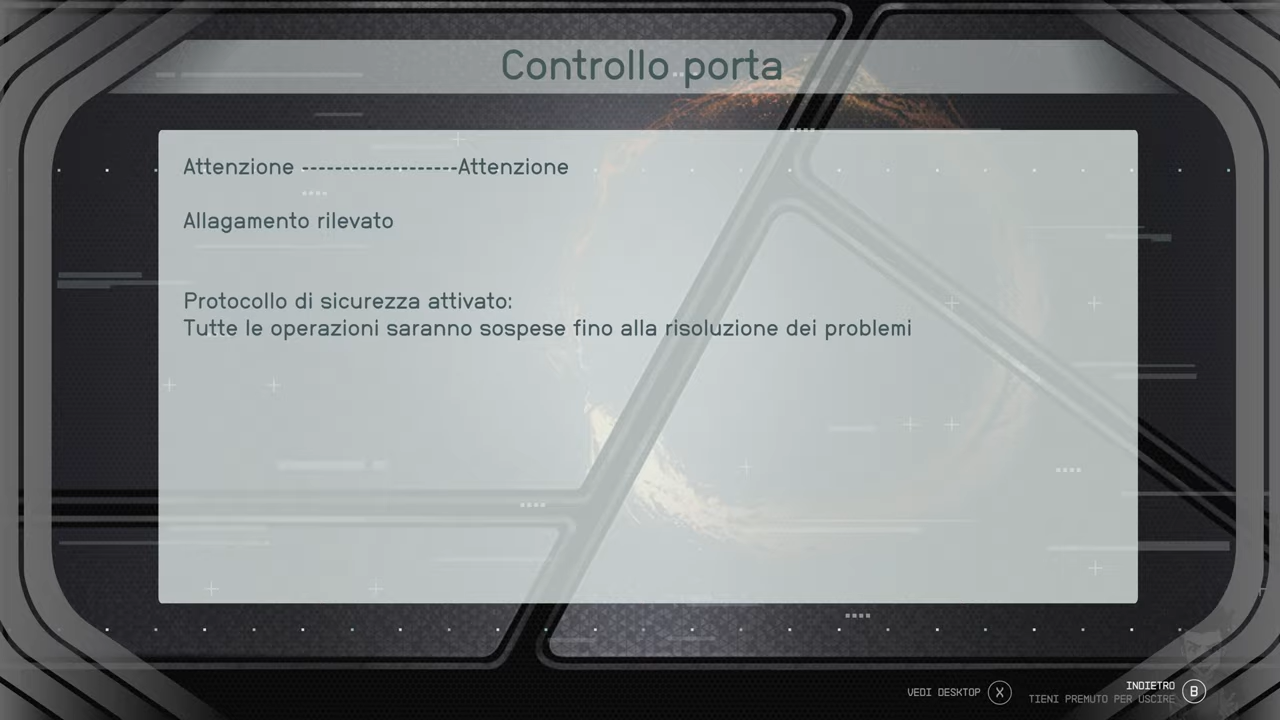 Controllo porta
Attenzione -------------------Attenzione
Allagamento rilevato
Protocollo di sicurezza attivato:
Tutte le operazioni saranno sospese fino alla risoluzione dei problemi
VEDI DESKTOP X
INDIETRO B
TIENI PREMUTO PER USCIRE